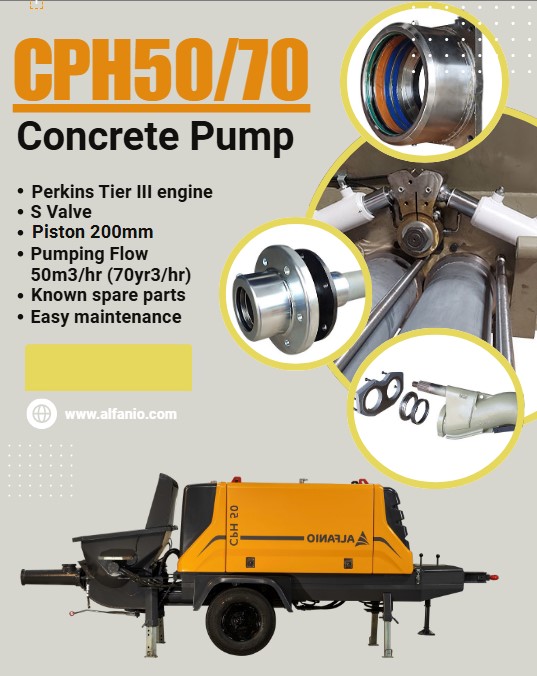 CPH50/70
Concrete Pump
• Perkins Tier III engine
• S Valve
• Piston 200mm
• Pumping Flow
50m3/hr (70yr3/hr)
• Known spare parts
• Easy maintenance
www.alfanio.com
CPH 50
ALFANIO